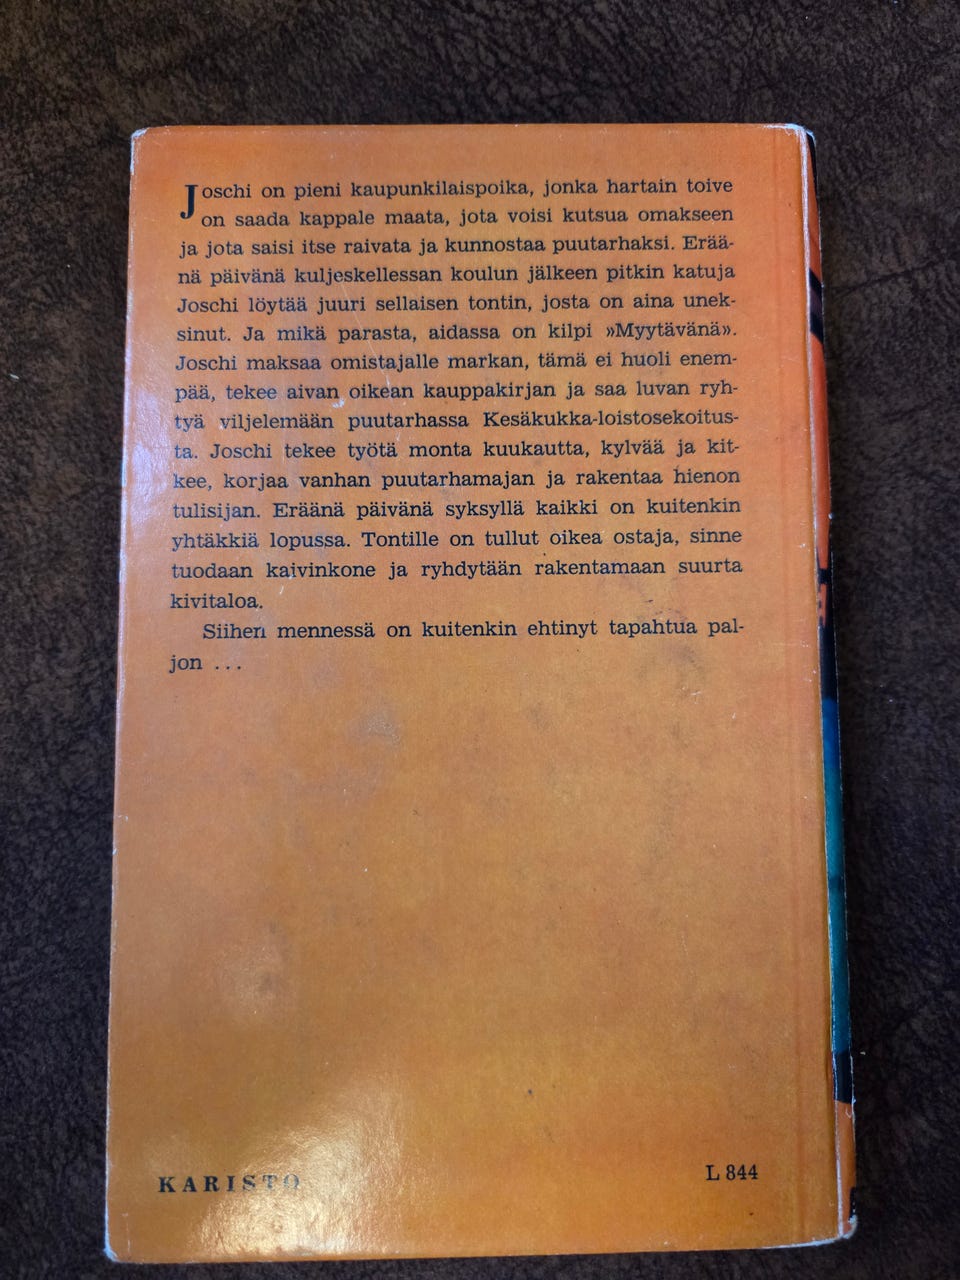 Joschi on pieni kaupunkilaispoika, jonka hartain toive
on saada kappale maata, jota voisi kutsua omakseen
ja jota saisi itse raivata ja kunnostaa puutarhaksi. Erää-
nä päivänä kuljeskellessan koulun jälkeen pitkin katuja
Joschi löytää juuri sellaisen tontin, josta on aina unek-
sinut. Ja mikä parasta, aidassa on kilpi »Myytävänä».
Joschi maksaa omistajalle markan, tämä ei huoli enem-
pää, tekee aivan oikean kauppakirjan ja saa luvan ryh-
tyä viljelemään puutarhassa Kesäkukka-loistosekoitus-
ta. Joschi tekee työtä monta kuukautta, kylvää ja kit-
kee, korjaa vanhan puutarhamajan ja rakentaa hienon
tulisijan. Eräänä päivänä syksyllä kaikki on kuitenkin
yhtäkkiä lopussa. Tontille on tullut oikea ostaja, sinne
tuodaan kaivinkone ja ryhdytään rakentamaan suurta
kivitaloa.
Siihen mennessä on kuitenkin ehtinyt tapahtua pal-
jon ...
KARISTO
L 844